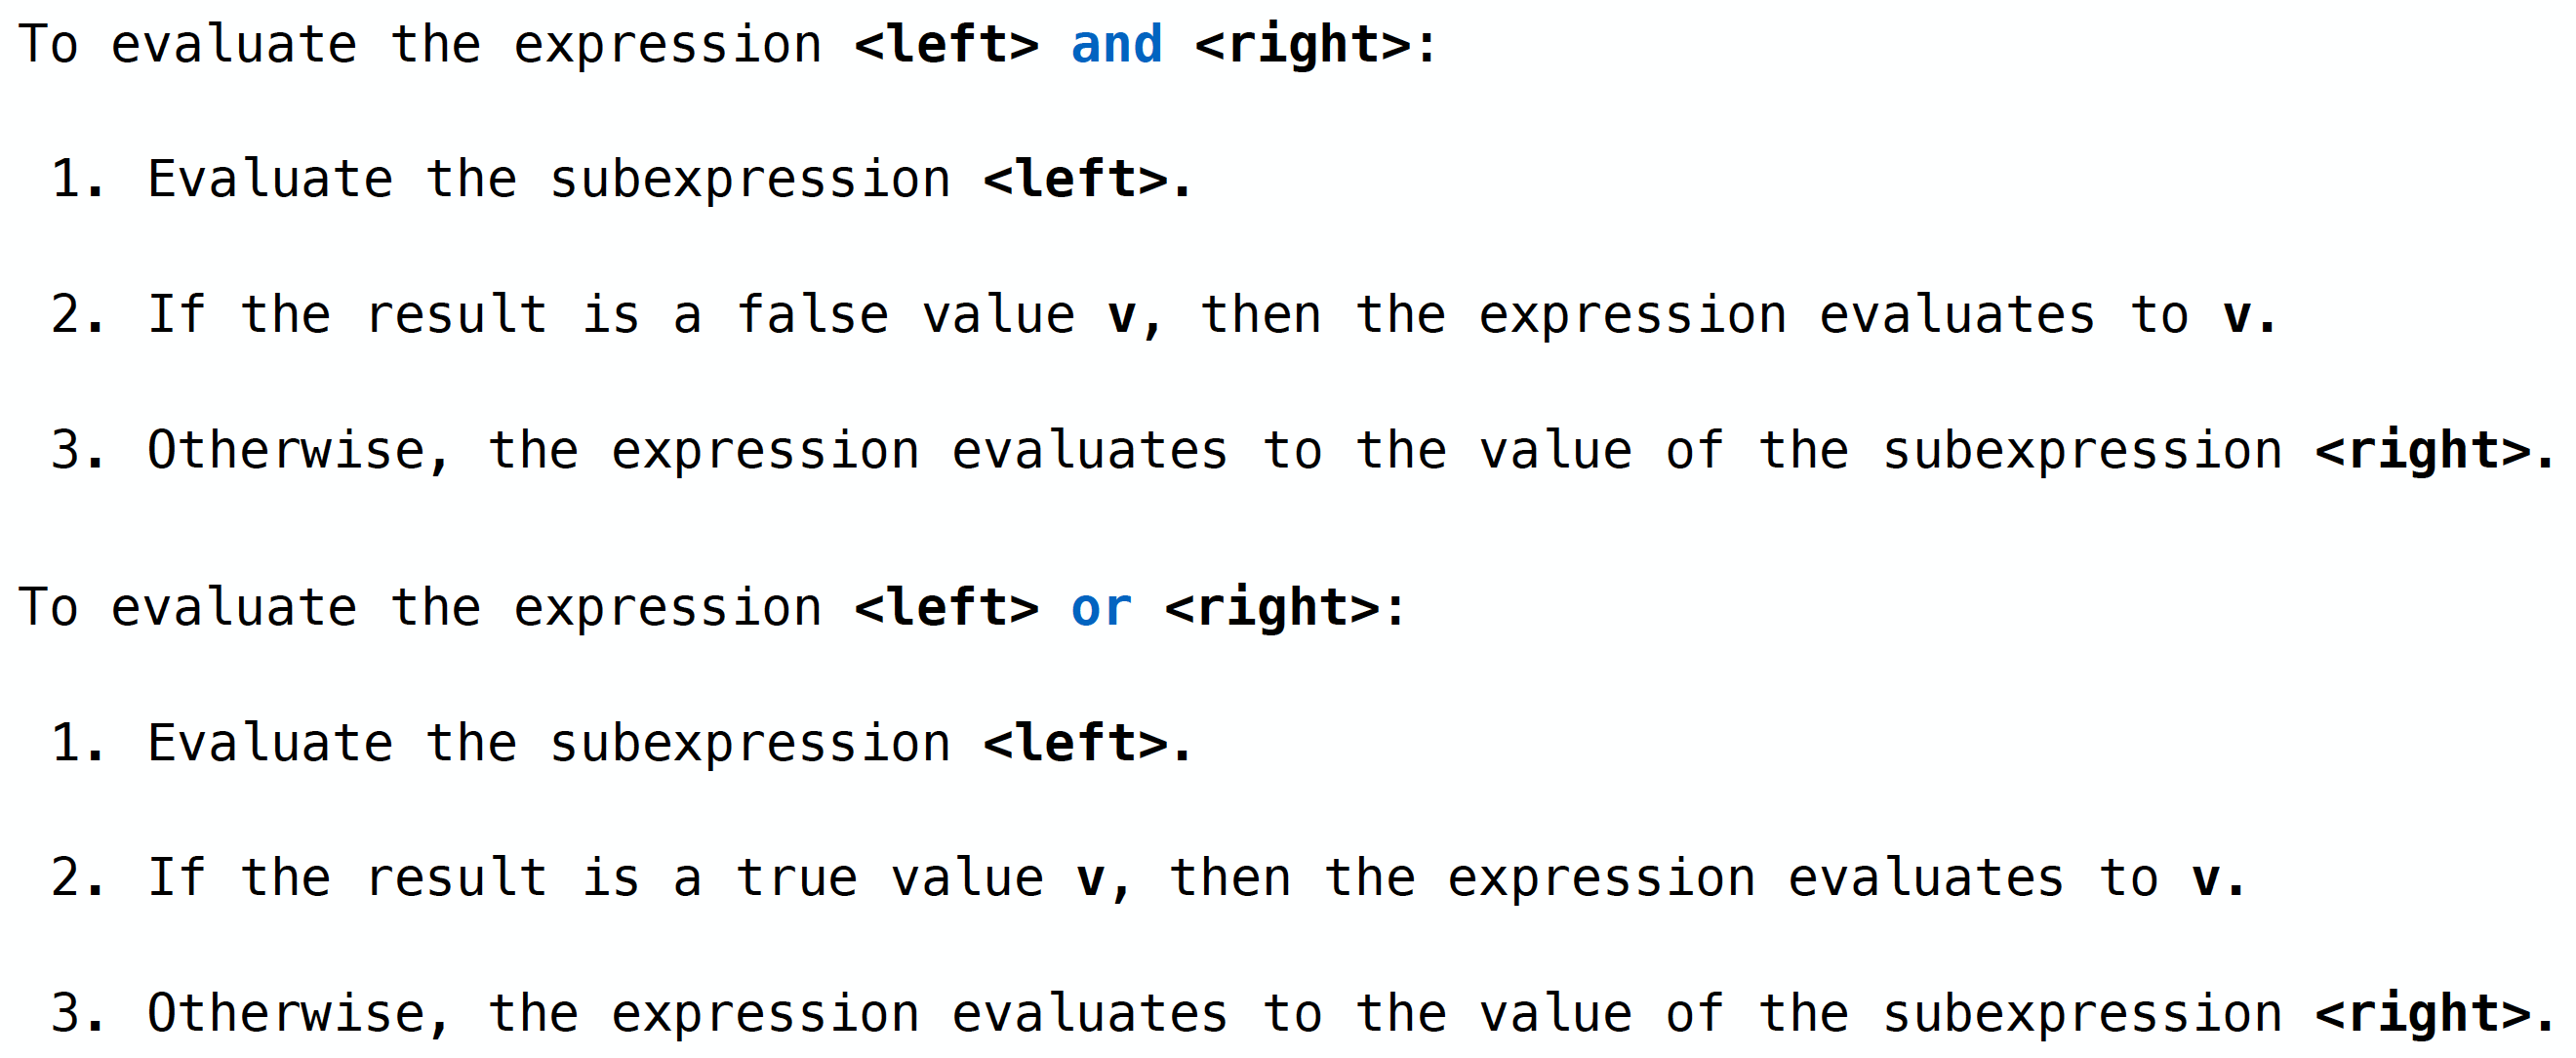 To evaluate the expression <left> and <right>:
1. Evaluate the subexpression <left>.
2. If the result is a false value v, then the expression evaluates to v.
3. Otherwise, the expression evaluates to the value of the subexpression <right>.
To evaluate the expression <left> or <right>:
1. Evaluate the subexpression <left>.
2. If the result is a true value v, then the expression evaluates to v.
3. Otherwise, the expression evaluates to the value of the subexpression <right>.